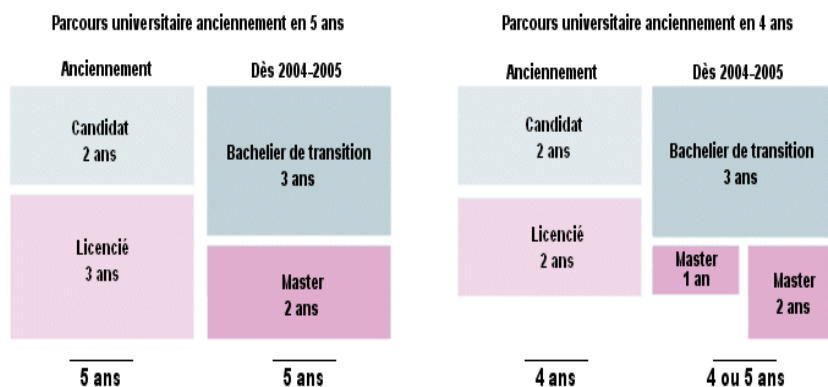 Parcours universitaire anciennement en 5 ans
Anciennement
Dès 2004-2005
Candidat
2 ans
Bachelier de transition
3 ans
Licencié
3 ans
Master
2 ans
5 ans
5 ans
Parcours universitaire anciennement en 4 ans
Anciennement
Dès 2004-2005
Candidat
2 ans
Bachelier de transition
3 ans
Licencié
2 ans
Master
1 an
Master
2 ans
4 ans
4 ou 5 ans